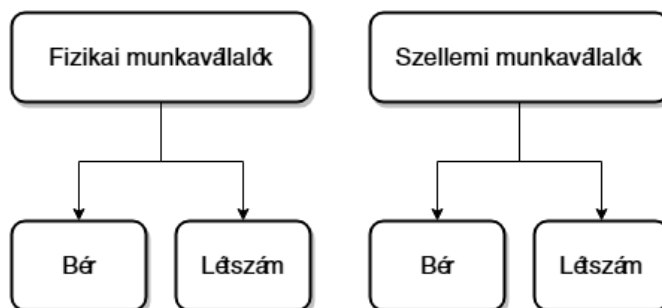 Fizikai munkavállalók
Szellemi munkavállalók
Bér
Létszám
Bér
Létszám